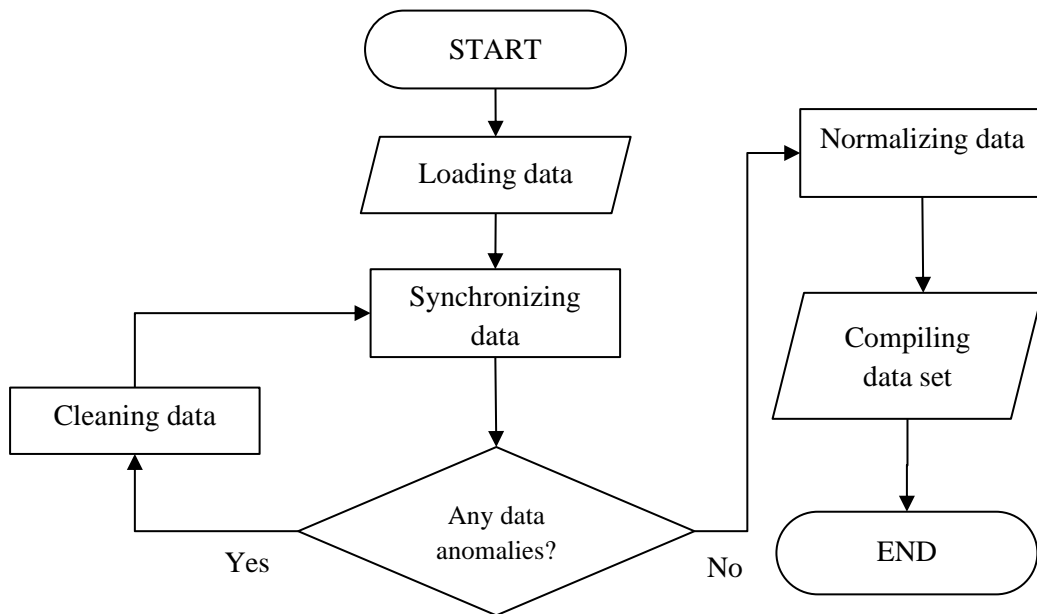 START
Loading data
Synchronizing
data
Cleaning data
Any data
anomalies?
Yes
No
Normalizing data
Compiling
data set
END